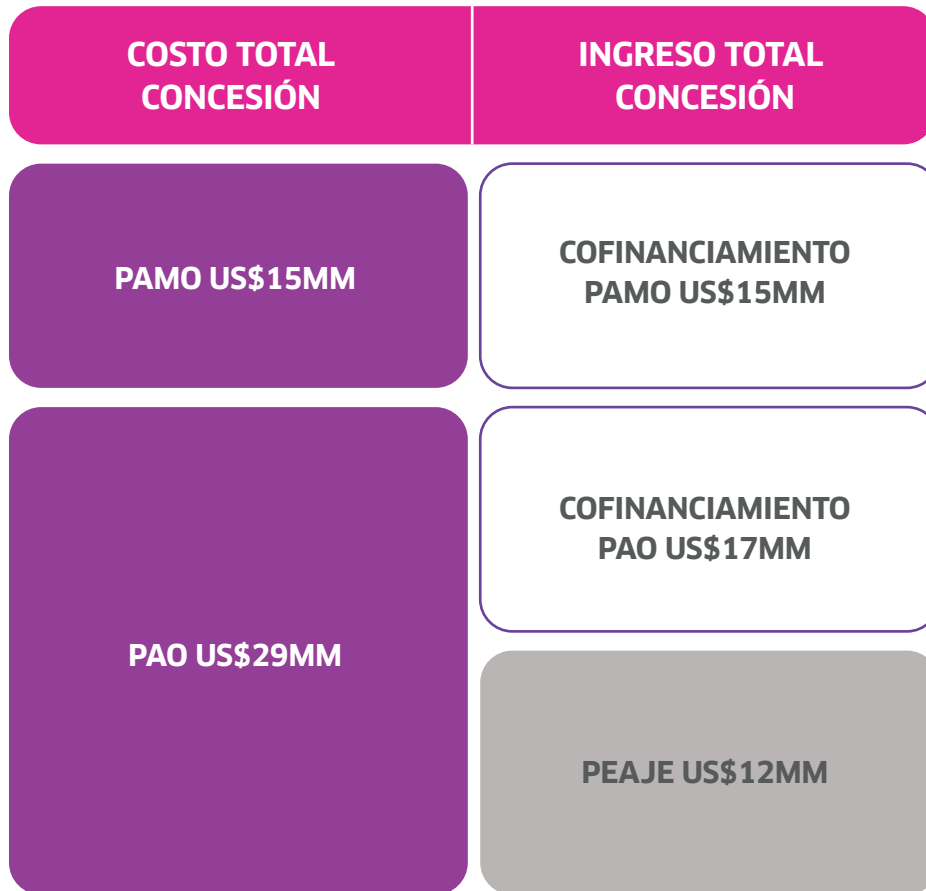 COSTO TOTAL
CONCESIÓN
INGRESO TOTAL
CONCESIÓN
PAMO US$15MM
COFINANCIAMIENTO
PAMO US$15MM
PAO US$29MM
COFINANCIAMIENTO
PAO US$17MM
PEAJE US$12MM